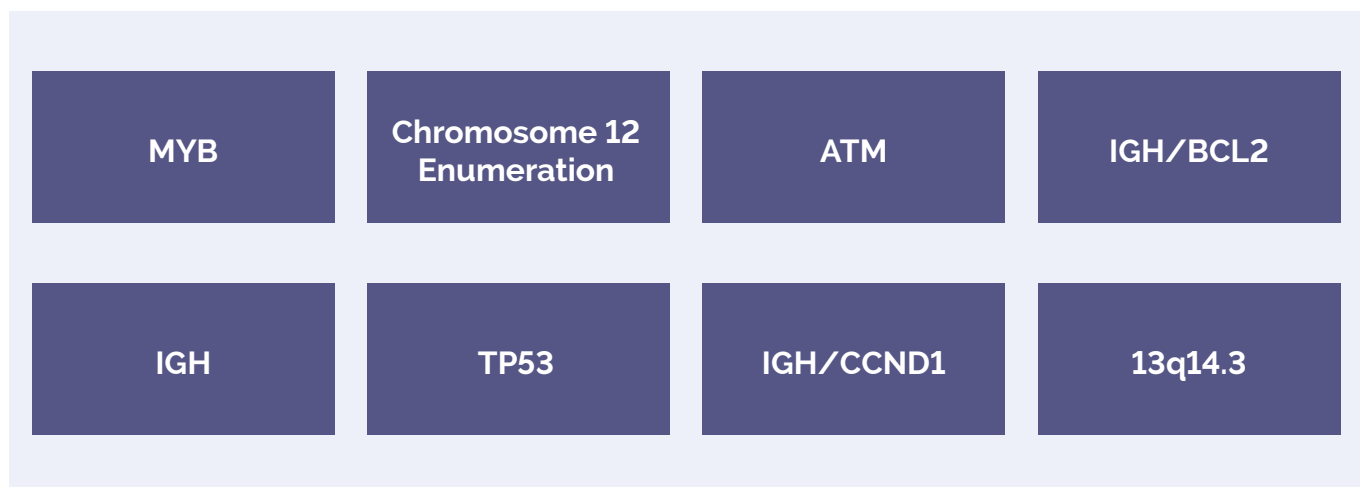 MYB
Chromosome 12
Enumeration
ATM
IGH/BCL2
IGH
TP53
IGH/CCND1
13q14.3